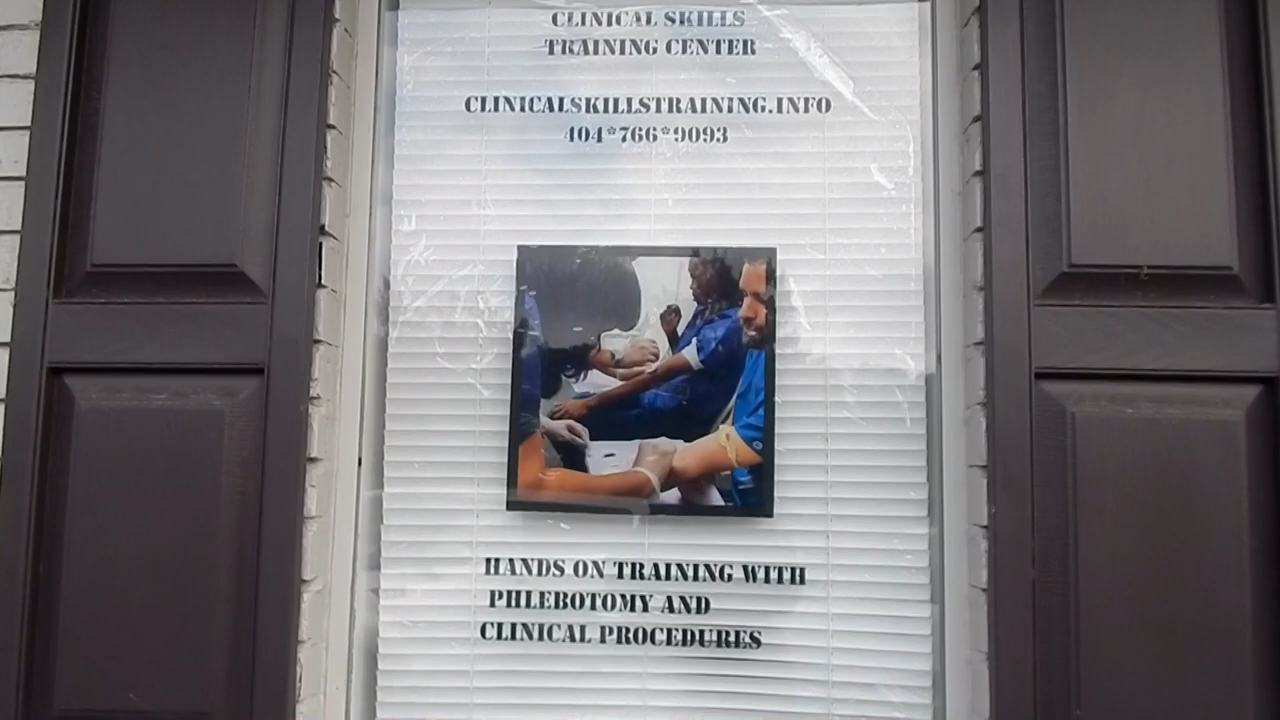 CLINICAL SKILLS
TRAINING CENTER
CLINICALSKILLSTRAINING.INFO
404*766*9093
HANDS ON TRAINING WITH
PHLEBOTOMY AND
CLINICAL PROCEDURES